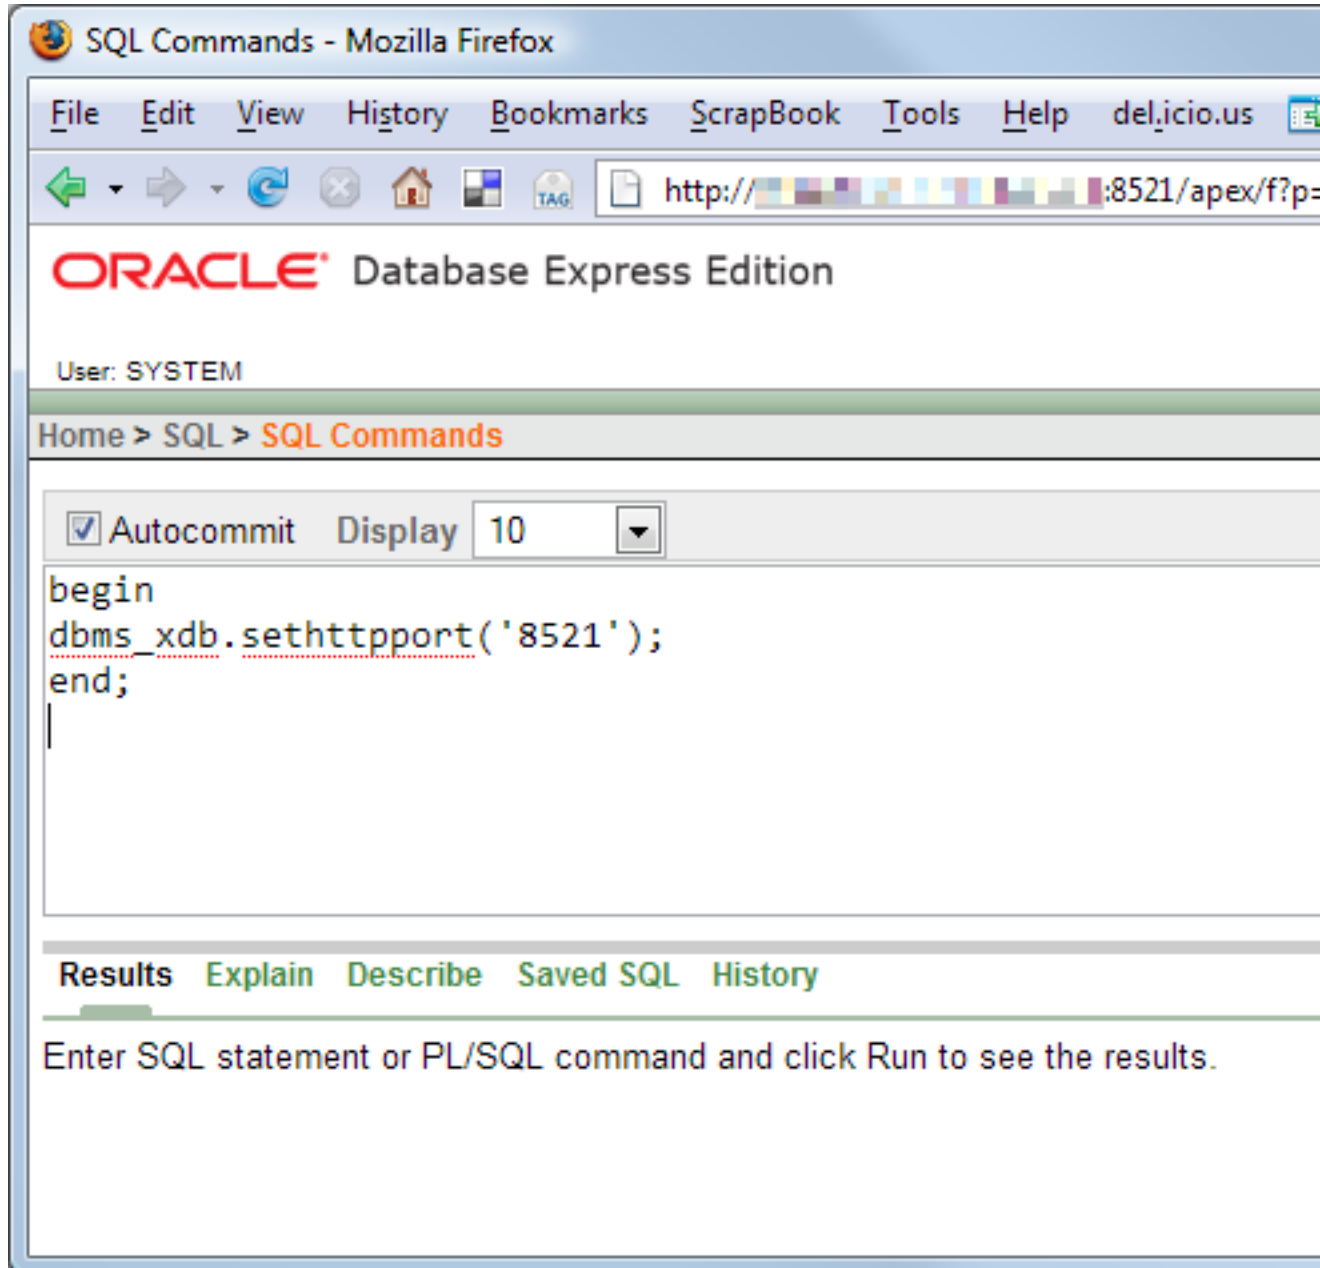 SQL Commands - Mozilla Firefox
File Edit View History Bookmarks ScrapBook Tools Help del.icio.us
TAG http:// :8521/apex/f?p=
ORACLE Database Express Edition
User: SYSTEM
Home > SQL > SQL Commands
Autocommit Display 10
begin
dbms_xdb.sethttpport('8521');
end;
Results Explain Describe Saved SQL History
Enter SQL statement or PL/SQL command and click Run to see the results.